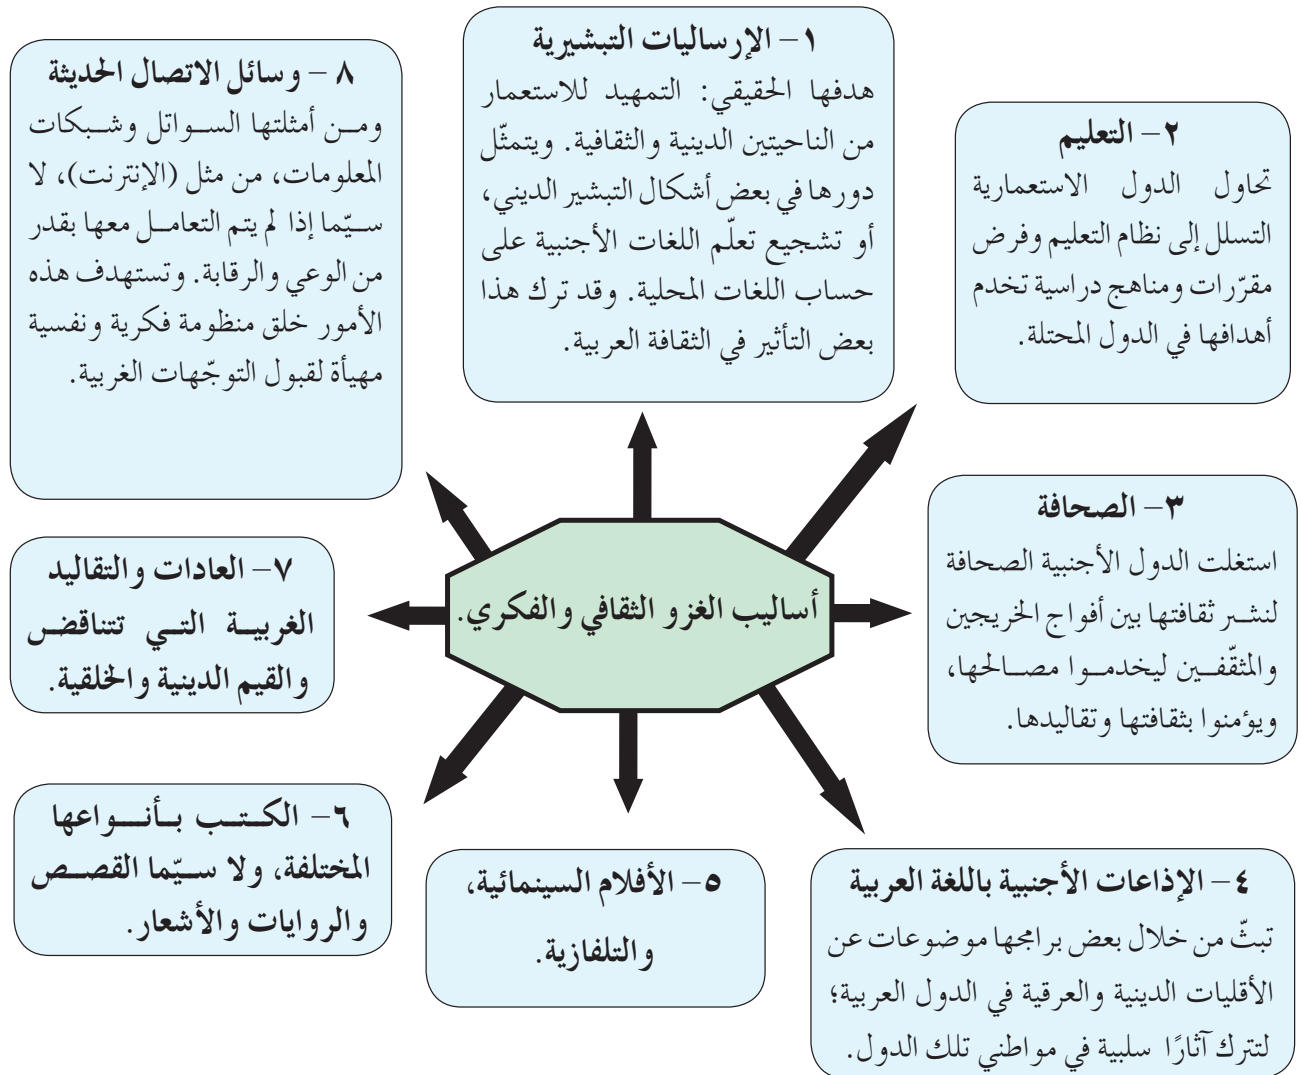 ١- الإرساليات التبشيرية
هدفها الحقيقي: التمهيد للاستعمار
من الناحيتين الدينية والثقافية. ويتمثّل
دورها في بعض أشكال التبشير الديني،
أو تشجيع تعلّم اللغات الأجنبية على
حساب اللغات المحلية. وقد ترك هذا
بعض التأثير في الثقافة العربية.
٢- التعليم
تحاول الدول الاستعمارية
التسلل إلى نظام التعليم وفرض
مقرّرات ومناهج دراسية تخدم
أهدافها في الدول المحتلة.
٣- الصحافة
استغلت الدول الأجنبية الصحافة
لنشر ثقافتها بين أفواج الخريجين
والمثقّفين ليخدموا مصالحها،
ويؤمنوا بثقافتها وتقاليدها.
٤- الإذاعات الأجنبية باللغة العربية
تبثّ من خلال بعض برامجها موضوعات عن
الأقليات الدينية والعرقية في الدول العربية؛
لتترك آثارًا سلبية في مواطني تلك الدول.
٥- الأفلام السينمائية،
والتلفازية.
٦- الكتب بأنواعها
المختلفة، ولا سيّما القصص
والروايات والأشعار.
٧- العادات والتقاليد
الغربية التي تتناقض
والقيم الدينية والخلقية.
٨- وسائل الاتصال الحديثة
ومن أمثلتها السواتل وشبكات
المعلومات، من مثل (الإنترنت)، لا
سيّما إذا لم يتم التعامل معها بقدر
من الوعي والرقابة. وتستهدف هذه
الأمور خلق منظومة فكرية ونفسية
مهيأة لقبول التوجّهات الغربية.
أساليب الغزو الثقافي والفكري.